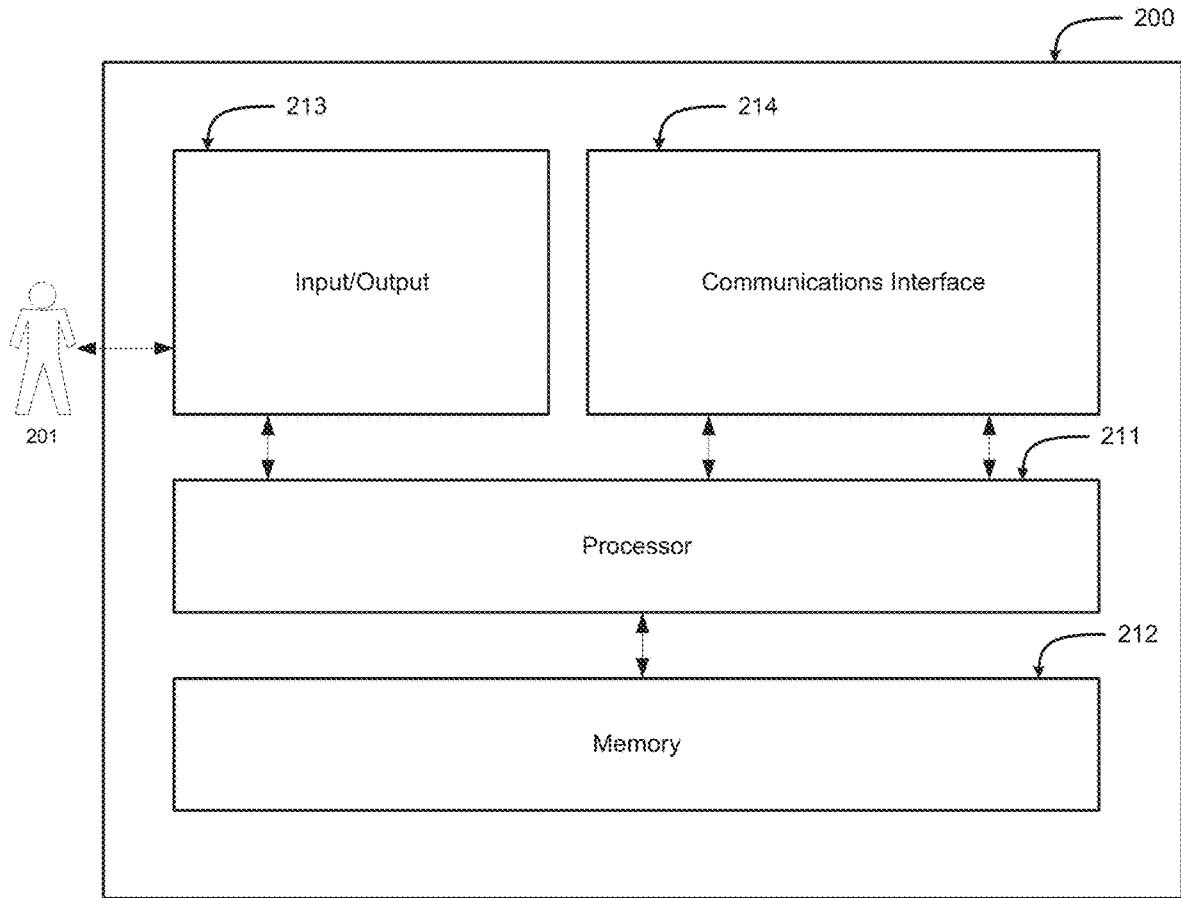 200
213
214
Input/Output
Communications Interface
201
211
Processor
212
Memory